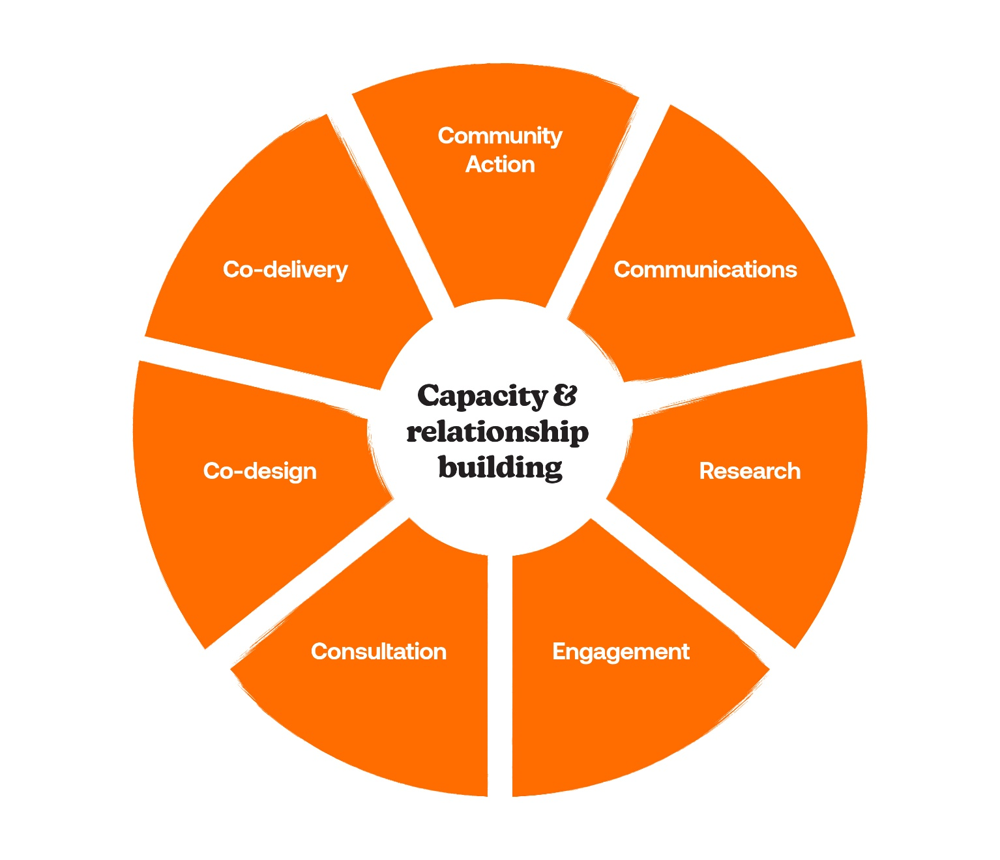 Community
Action
Communications
Research
Engagement
Consultation
Co-design
Co-delivery
Capacity &
relationship
building